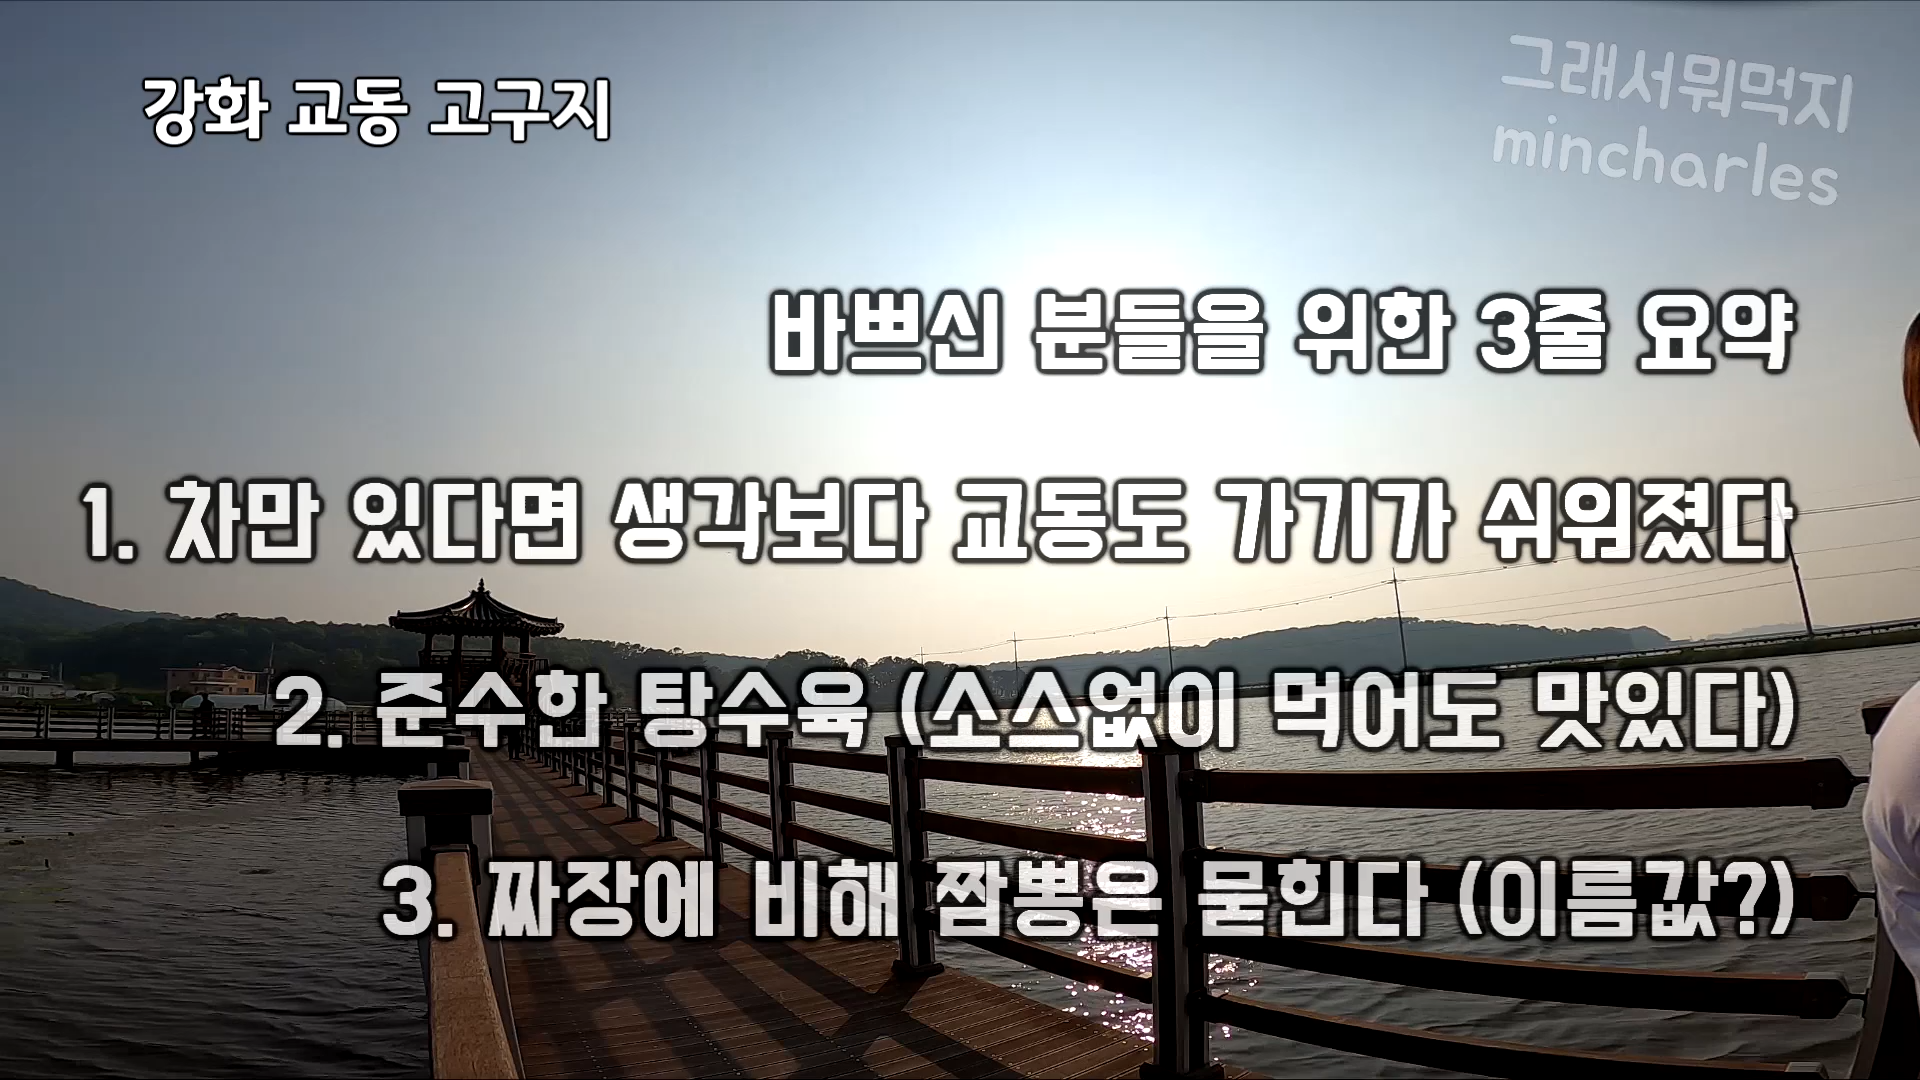 강화 교동 고구지
그래서뭐먹지
mincharles
바쁘신 분들을 위한 3줄 요약
1. 차만 있다면 생각보다 교동도 가기가 쉬워졌다
2. 준수한 탕수육 (소스없이 먹어도 맛있다)
3. 짜장에 비해 짬뽕은 묻힌다 (이름값?)